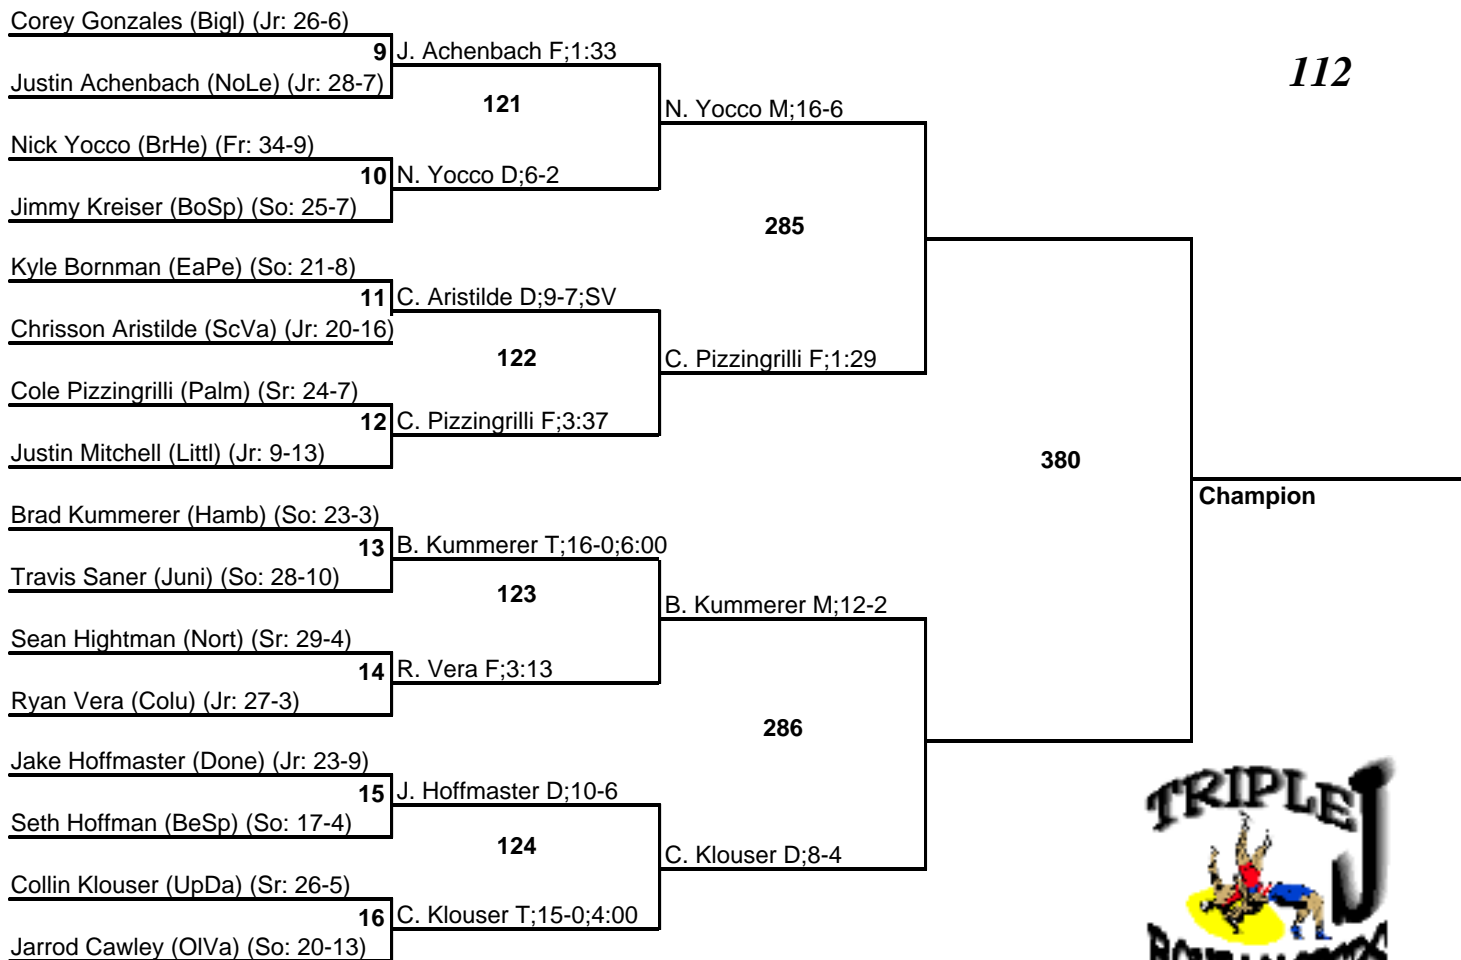 Corey Gonzales (Bigl) (Jr: 26-6)
9 J. Achenbach F;1:33
112
Justin Achenbach (NoLe) (Jr: 28-7)
121
N. Yocco M;16-6
Nick Yocco (BrHe) (Fr: 34-9)
10 N. Yocco D;6-2
Jimmy Kreiser (BoSp) (So: 25-7)
285
Kyle Bornman (EaPe) (So: 21-8)
11 C. Aristilde D;9-7;SV
Chrisson Aristilde (ScVa) (Jr: 20-16)
122
C. Pizzingrilli F;1:29
Cole Pizzingrilli (Palm) (Sr: 24-7)
12 C. Pizzingrilli F;3:37
Justin Mitchell (Littl) (Jr: 9-13)
380
Champion
Brad Kummerer (Hamb) (So: 23-3)
13 B. Kummerer T;16-0;6:00
Travis Saner (Juni) (So: 28-10)
123
B. Kummerer M;12-2
Sean Hightman (Nort) (Sr: 29-4)
14 R. Vera F;3:13
Ryan Vera (Colu) (Jr: 27-3)
286
Jake Hoffmaster (Done) (Jr: 23-9)
15 J. Hoffmaster D;10-6
Seth Hoffman (BeSp) (So: 17-4)
124
C. Klouser D;8-4
Collin Klouser (UpDa) (Sr: 26-5)
16 C. Klouser T;15-0;4:00
Jarrod Cawley (OlVa) (So: 20-13)
TRIPLE J